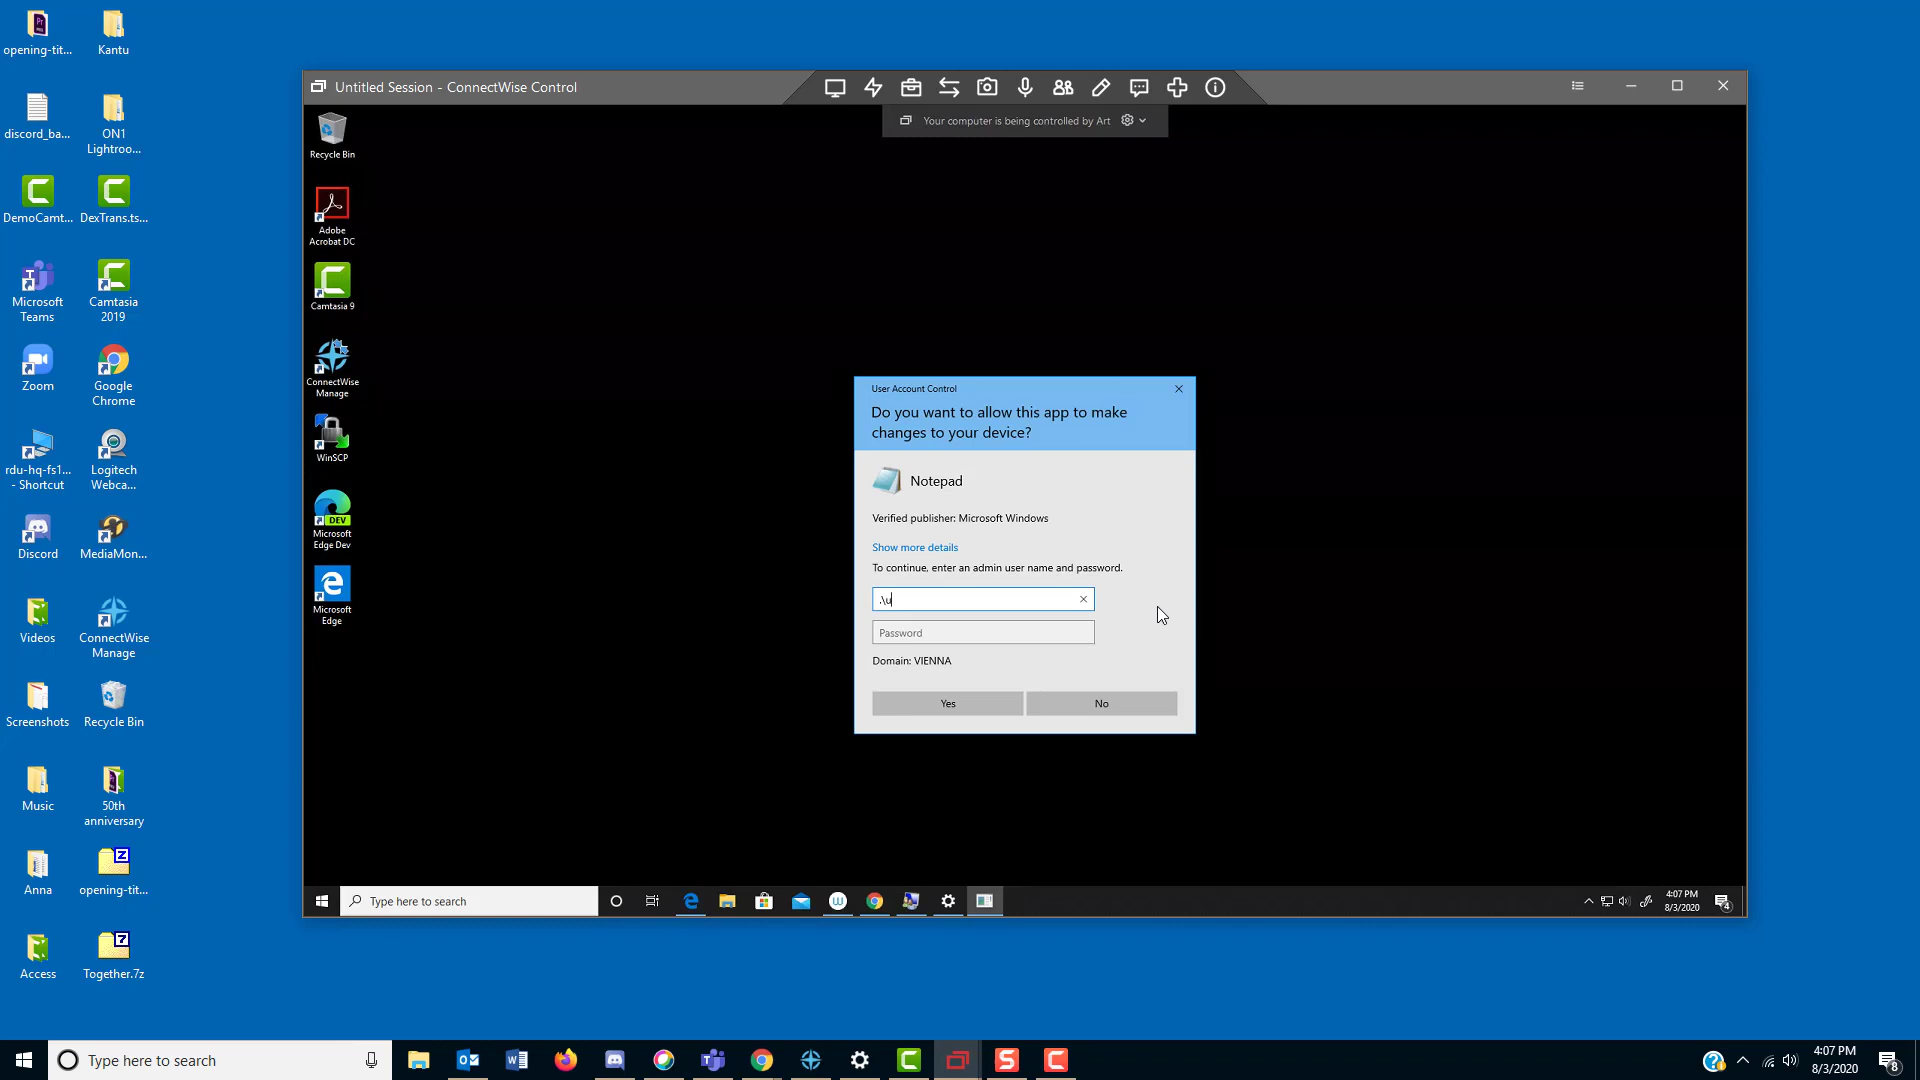 opening-tit...
Kantu
discord_ba...
ON1
Lightroo...
DemoCamt...
DexTrans.ts...
Microsoft
Teams
Camtasia
2019
Zoom
Google
Chrome
rdu-hq-fs1...
- Shortcut
Logitech
Webca...
Discord
MediaMon...
Videos
ConnectWise
Manage
Screenshots
Recycle Bin
Music
50th
anniversary
Anna
opening-tit...
Access
Together.7z
Untitled Session - ConnectWise Control
Your computer is being controlled by Art
Recycle Bin
Adobe
Acrobat DC
Camtasia 9
ConnectWise
Manage
WinSCP
DEV
Microsoft
Edge Dev
Microsoft
Edge
User Account Control
Do you want to allow this app to make
changes to your device?
Notepad
Verified publisher: Microsoft Windows
Show more details
To continue, enter an admin user name and password.
.\u
Password
Domain: VIENNA
Yes
No
Type here to search
4:07 PM
8/3/2020
4
Type here to search
4:07 PM
8/3/2020
8